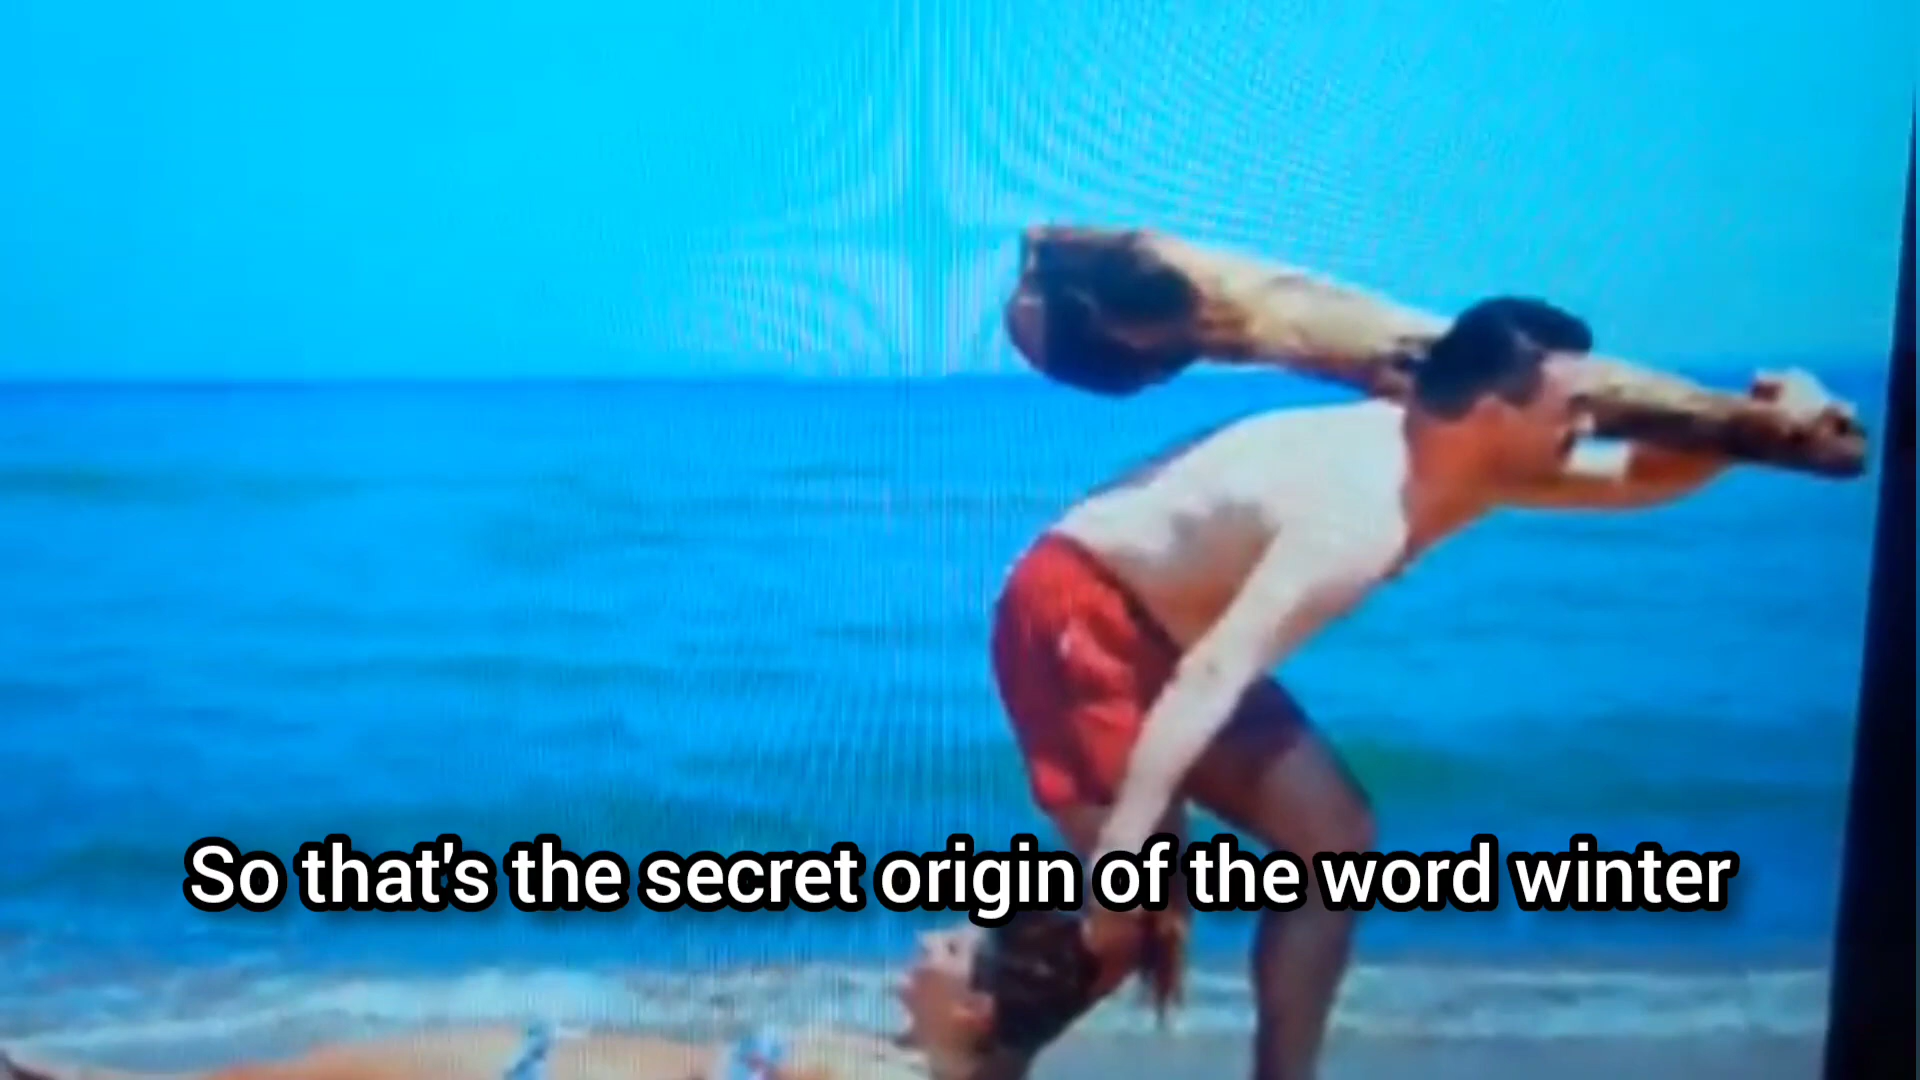 So that's the secret origin of the word winter